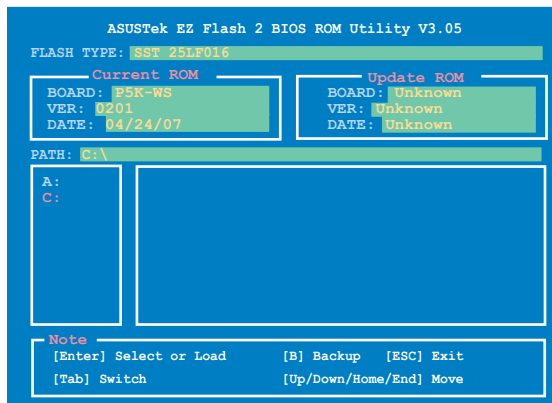 ASUSTek EZ Flash 2 BIOS ROM Utility V3.05
FLASH TYPE: SST 25LF016
Current ROM
BOARD: P5K-WS
VER: 0201
DATE: 04/24/07
Update ROM
BOARD: Unknown
VER: Unknown
DATE: Unknown
PATH: C:\
A:
C:
Note
[Enter] Select or Load [B] Backup [ESC] Exit
[Tab] Switch [Up/Down/Home/End] Move